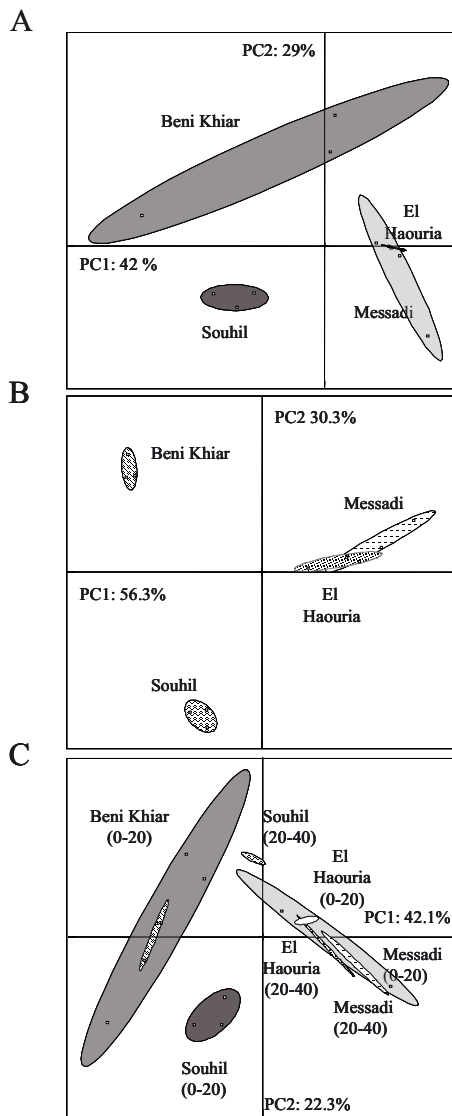 A
PC2: 29%
Beni Khiar
El
Haouria
PC1: 42 %
Messadi
Souhil
B
PC2 30.3%
Beni Khiar
Messadi
PC1: 56.3%
El
Haouria
Souhil
C
Beni Khiar
(0-20)
Souhil
(20-40)
El
Haouria
(0-20)
PC1: 42.1%
El
Haouria
(20-40)
Messadi
(0-20)
Messadi
(20-40)
Souhil
(0-20)
PC2: 22.3%